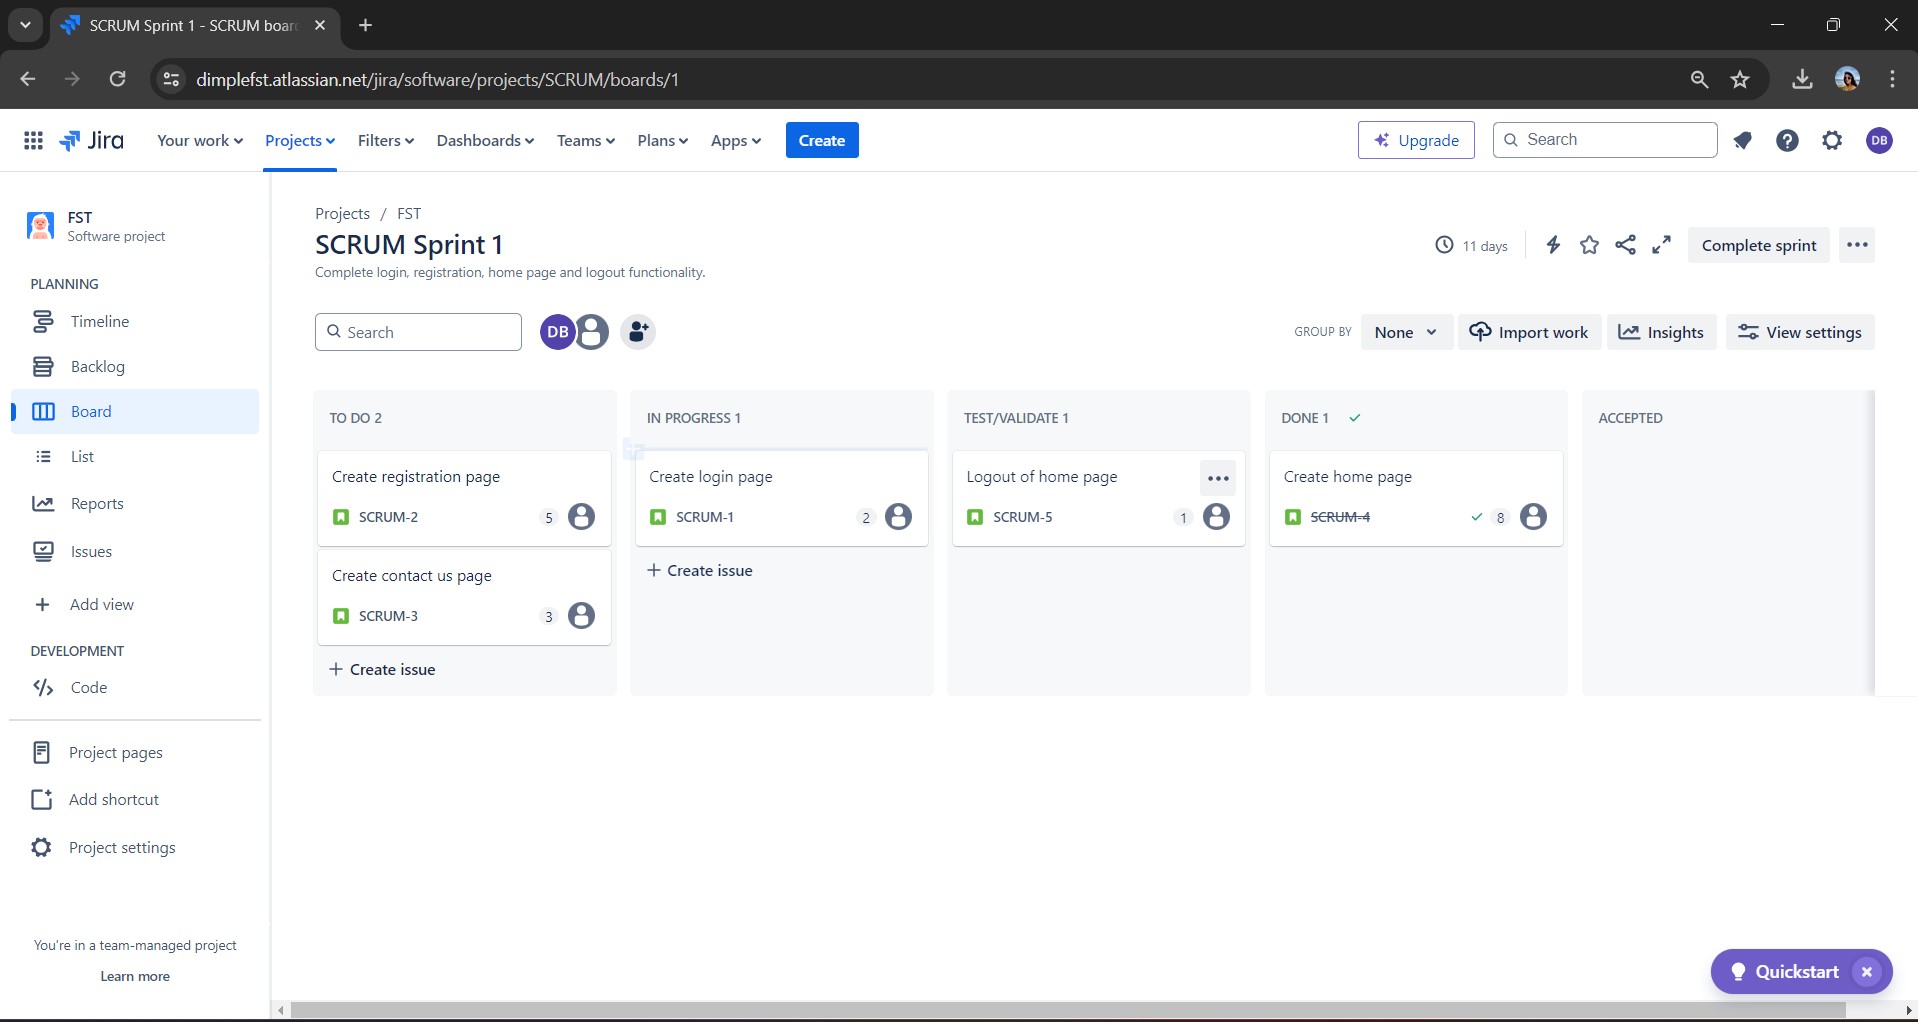 SCRUM Sprint 1 - SCRUM boar
dimplefst.atlassian.net/jira/software/projects/SCRUM/boards/1
Jira
Your work
Projects
Filters
Dashboards
Teams
Plans
Apps
Create
Upgrade
Search
DB
FST
Software project
PLANNING
Timeline
Backlog
Board
List
Reports
Issues
Add view
DEVELOPMENT
Code
Project pages
Add shortcut
Project settings
You're in a team-managed project
Learn more
Projects / FST
SCRUM Sprint 1
Complete login, registration, home page and logout functionality.
11 days
Complete sprint
Search
DB
GROUP BY
None
Import work
Insights
View settings
TO DO 2
Create registration page
SCRUM-2
5
Create contact us page
SCRUM-3
3
+ Create issue
IN PROGRESS 1
Create login page
SCRUM-1
2
+ Create issue
TEST/VALIDATE 1
Logout of home page
SCRUM-5
1
DONE 1
Create home page
SCRUM-4
8
ACCEPTED
Quickstart